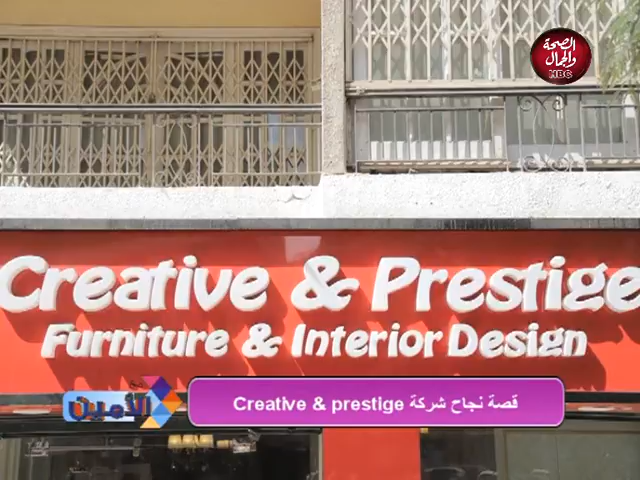 الصحة
والجمال
HBC
Creative & Prestige
Furniture & Interior Design
الأمين
قصة نجاح شركة Creative & prestige